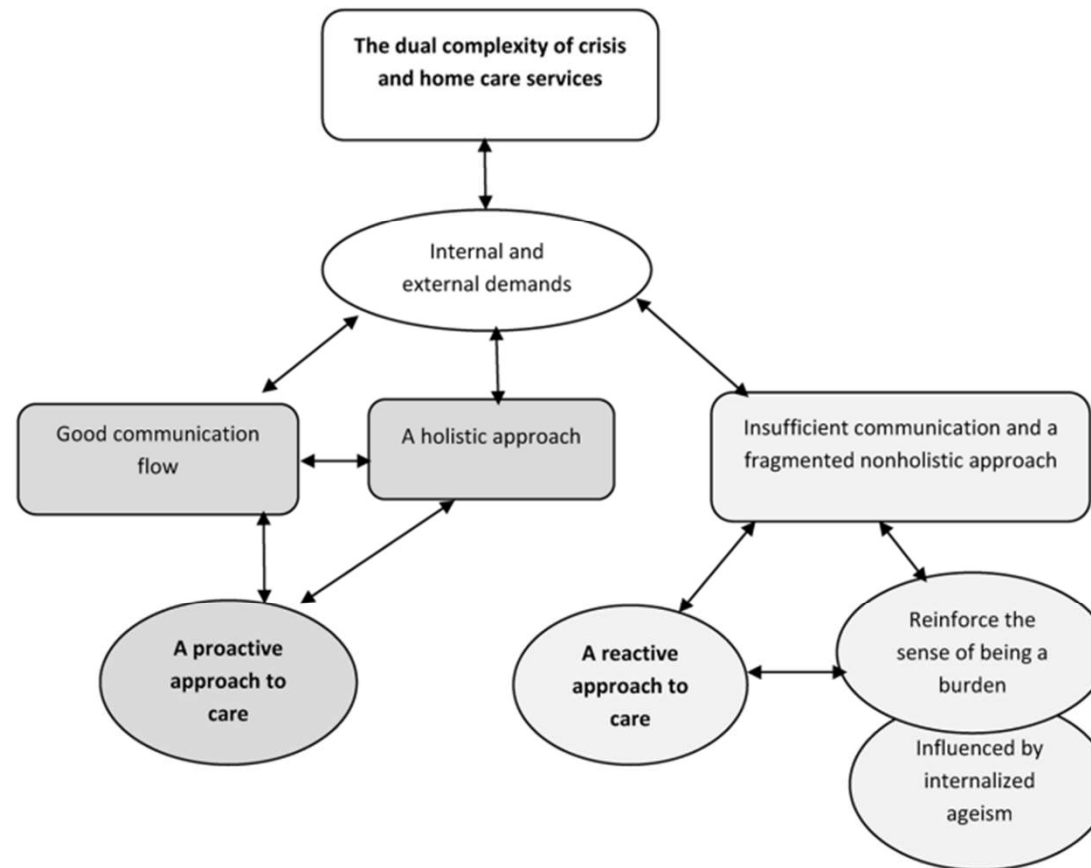 The dual complexity of crisis
and home care services
Internal and
external demands
Good communication
flow
A holistic approach
Insufficient communication and a
fragmented nonholistic approach
A proactive
approach to
care
A reactive
approach to
care
Reinforce the
sense of being a
burden
Influenced by
internalized
ageism